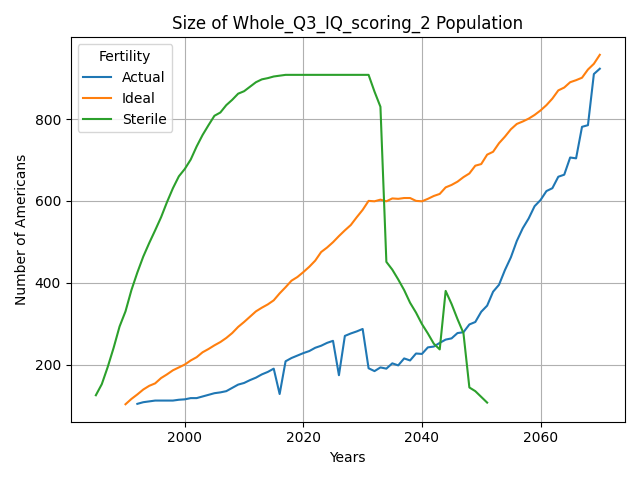 Size of Whole_Q3_IQ_scoring_2 Population
Fertility
Actual
Ideal
Sterile
Number of Americans
800
600
400
200
2000
2020
2040
2060
Years